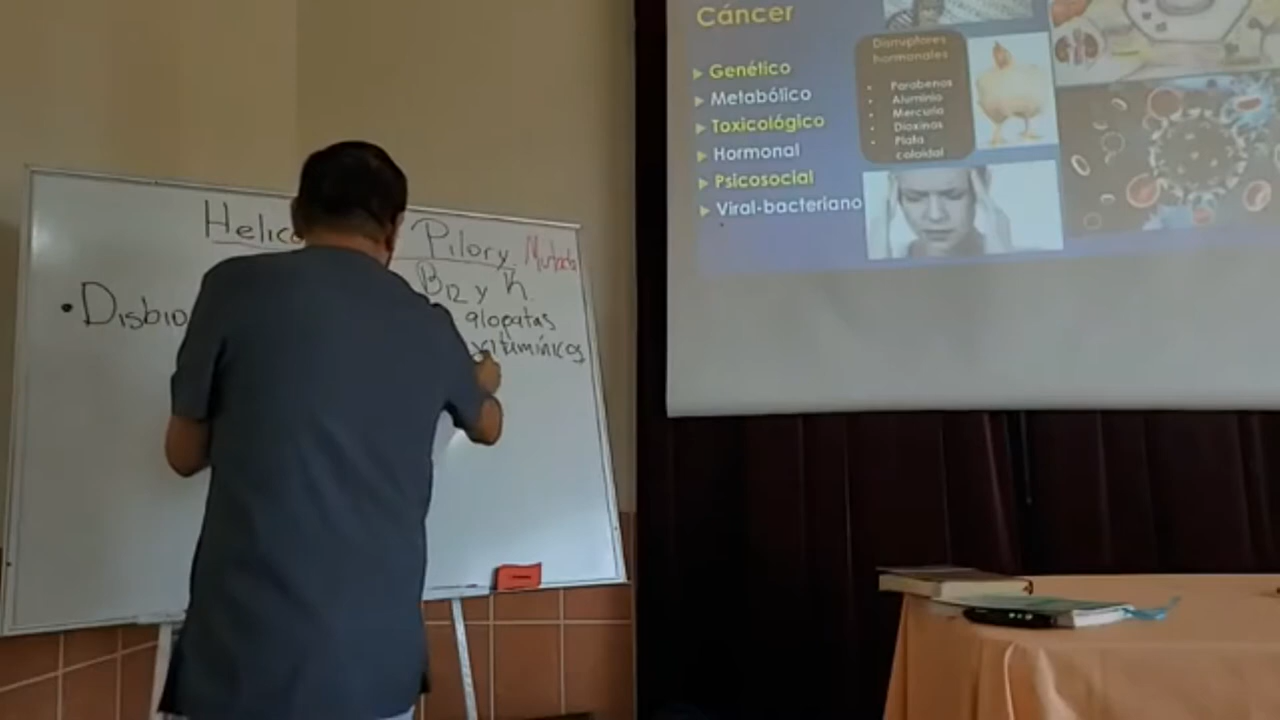 Helico Pilory Mutada
B12 y K
• Disbio
alopatas
vitamínicos
Cáncer
Genético
Metabólico
Toxicológico
Hormonal
Psicosocial
Viral-bacteriano
Disruptores
hormonales
• Parabenos
• Aluminio
• Mercurio
• Dioxinas
• Plata
coloidal